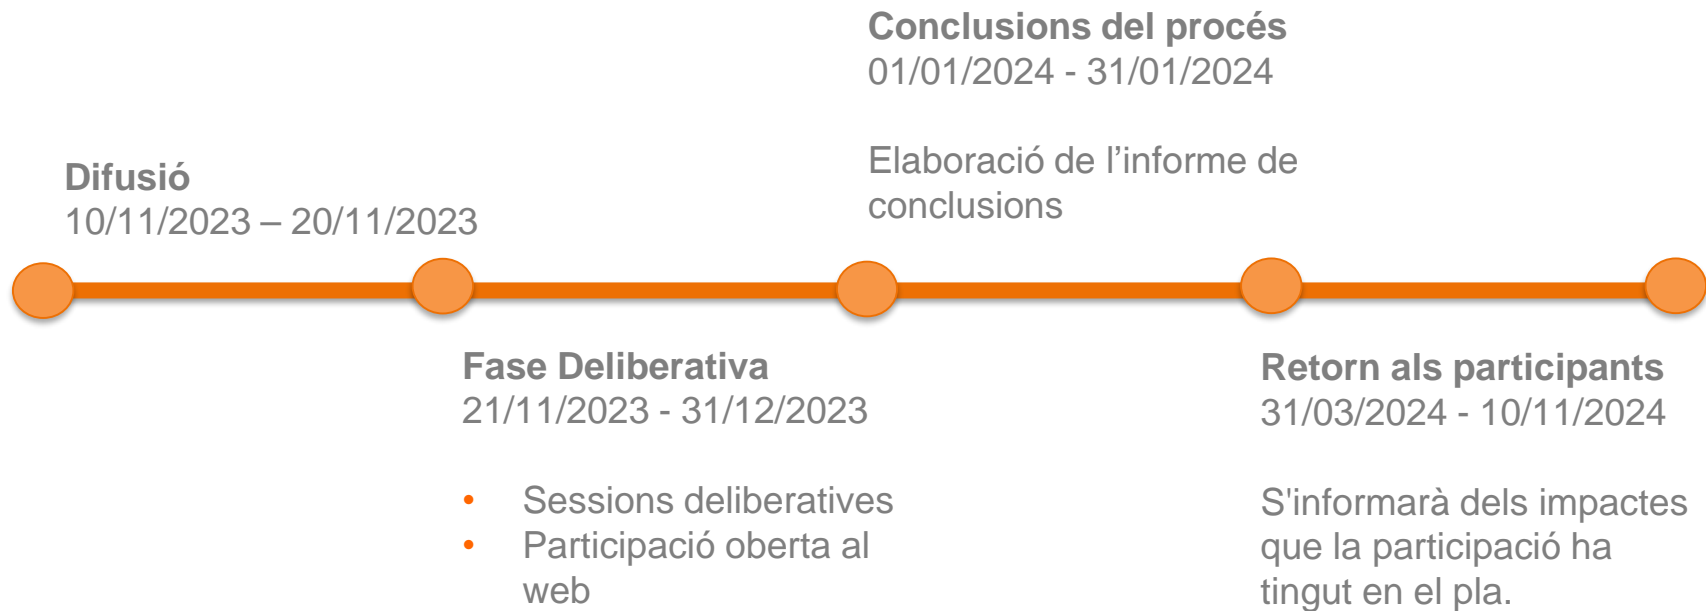 Difusió
10/11/2023 – 20/11/2023
Fase Deliberativa
21/11/2023 - 31/12/2023
• Sessions deliberatives
• Participació oberta al
web
Conclusions del procés
01/01/2024 - 31/01/2024
Elaboració de l’informe de
conclusions
Retorn als participants
31/03/2024 - 10/11/2024
S'informarà dels impactes
que la participació ha
tingut en el pla.